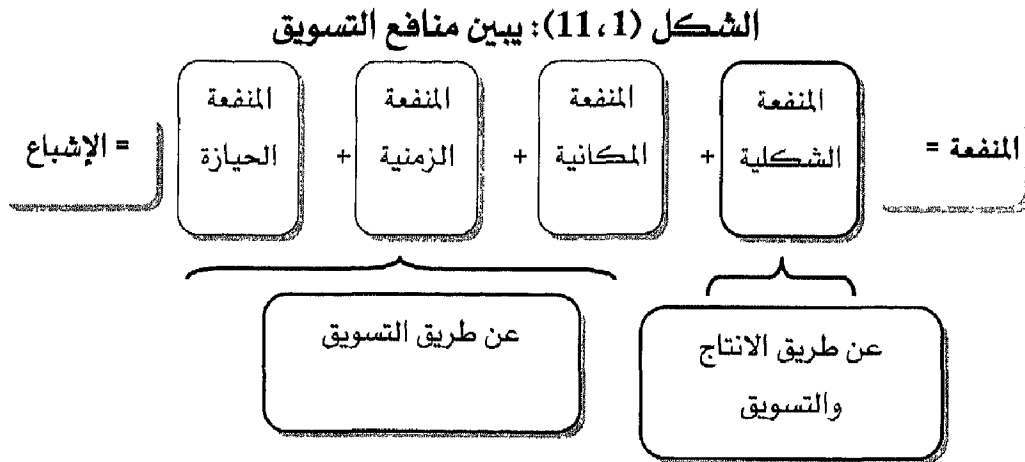 الشكل (11،1): يبين منافع التسويق
المنفعة =
المنفعة
الشكلية
+
المنفعة
المكانية
+
المنفعة
الزمنية
+
المنفعة
الحيازة
= الإشباع
عن طريق الانتاج
والتسويق
عن طريق التسويق